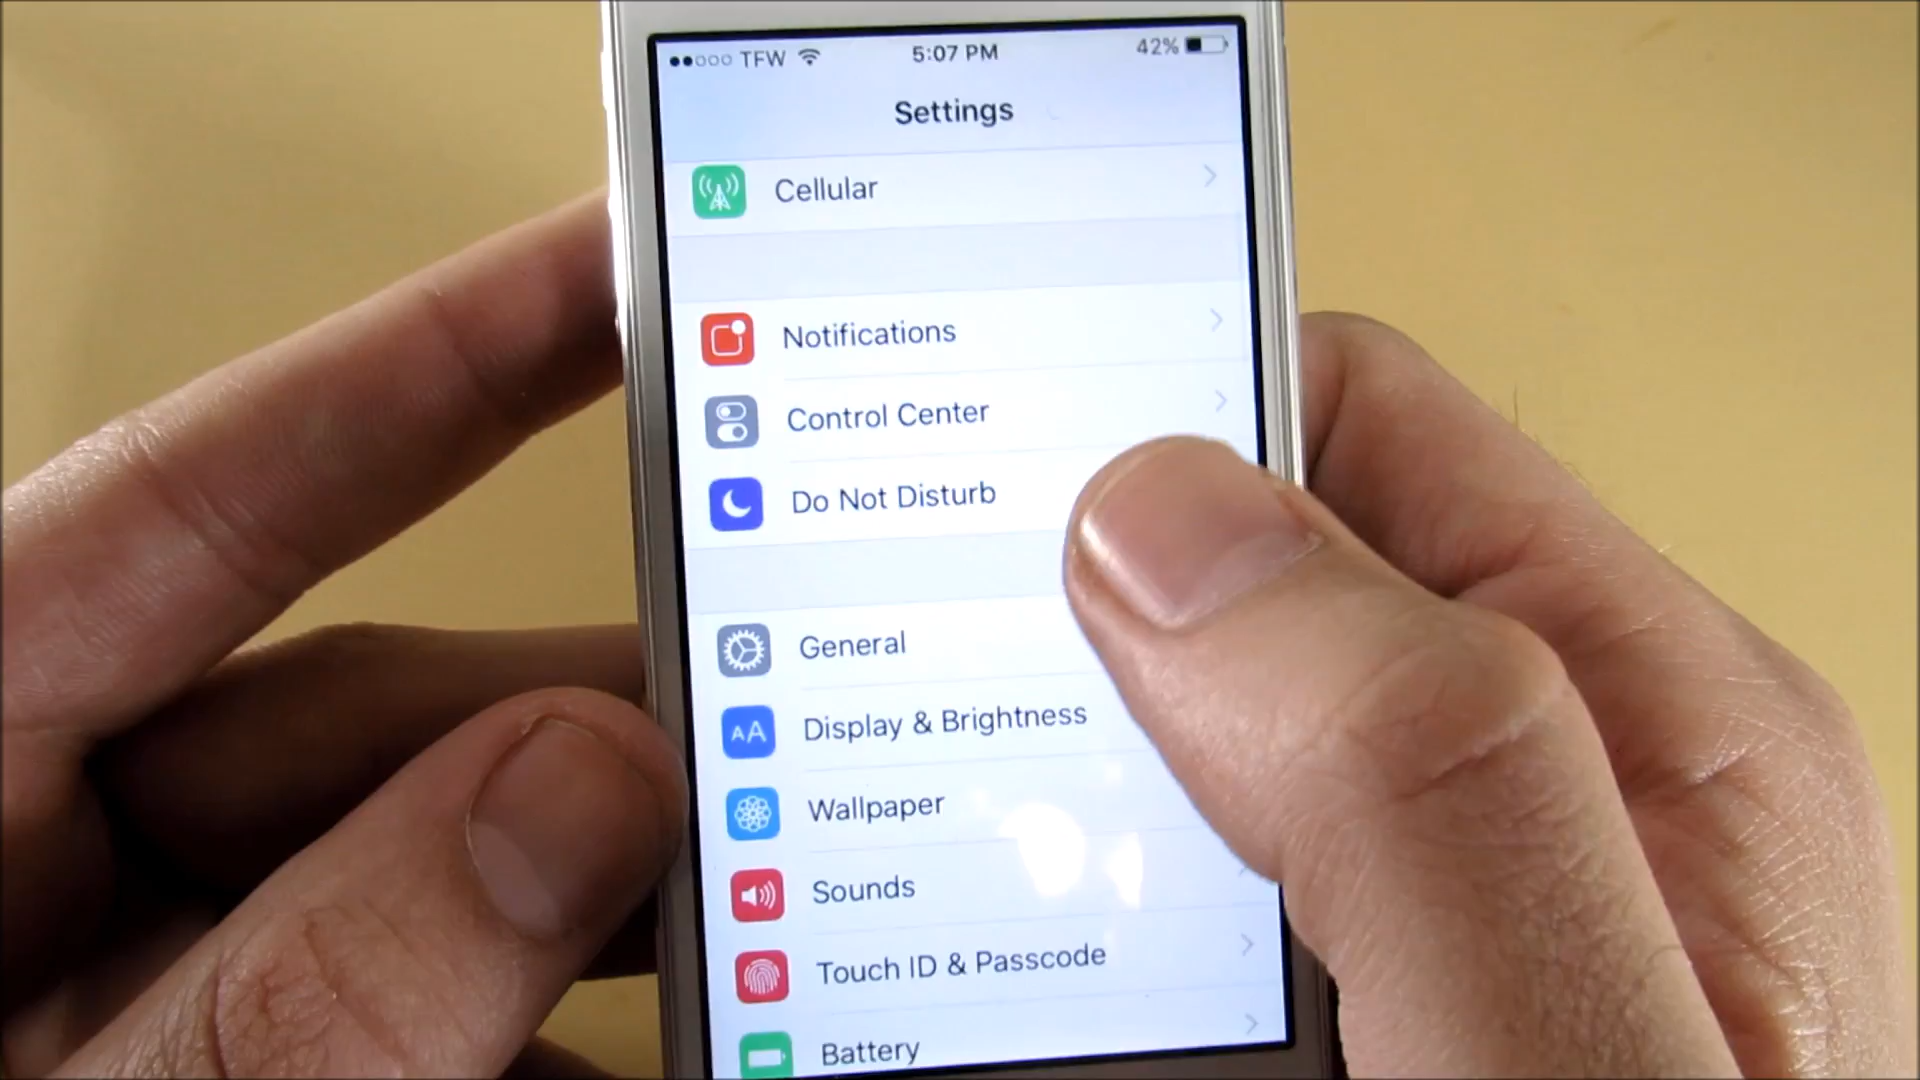 TFW 5:07 PM 42%
Settings
Cellular
Notifications
Control Center
Do Not Disturb
General
AA Display & Brightness
Wallpaper
Sounds
Touch ID & Passcode
Battery